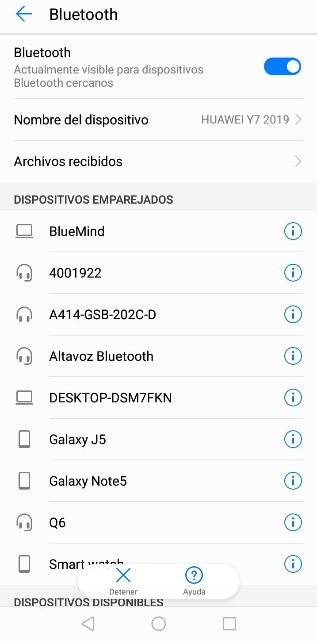 Bluetooth
Bluetooth
Actualmente visible para dispositivos
Bluetooth cercanos
Nombre del dispositivo HUAWEI Y7 2019
Archivos recibidos
DISPOSITIVOS EMPAREJADOS
BlueMind
4001922
A414-GSB-202C-D
Altavoz Bluetooth
DESKTOP-DSM7FKN
Galaxy J5
Galaxy Note5
Q6
Smart watch
Detener Ayuda
DISPOSITIVOS DISPONIBLES